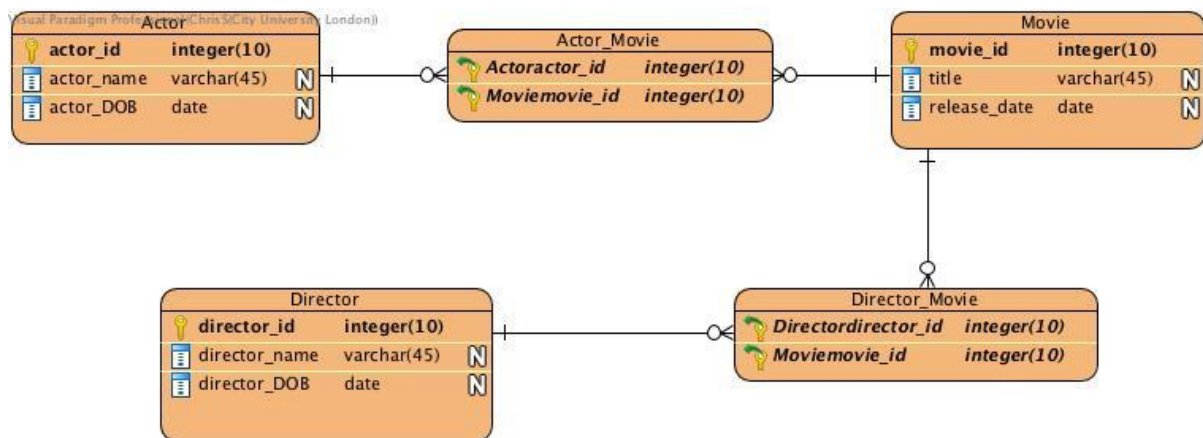 Visual Paradigm Professional(ChrisS(City University London))
Actor
actor_id integer(10)
actor_name varchar(45) N
actor_DOB date N
Actor_Movie
Actoractor_id integer(10)
Moviemovie_id integer(10)
Movie
movie_id integer(10)
title varchar(45) N
release_date date N
Director
director_id integer(10)
director_name varchar(45) N
director_DOB date N
Director_Movie
Directordirector_id integer(10)
Moviemovie_id integer(10)